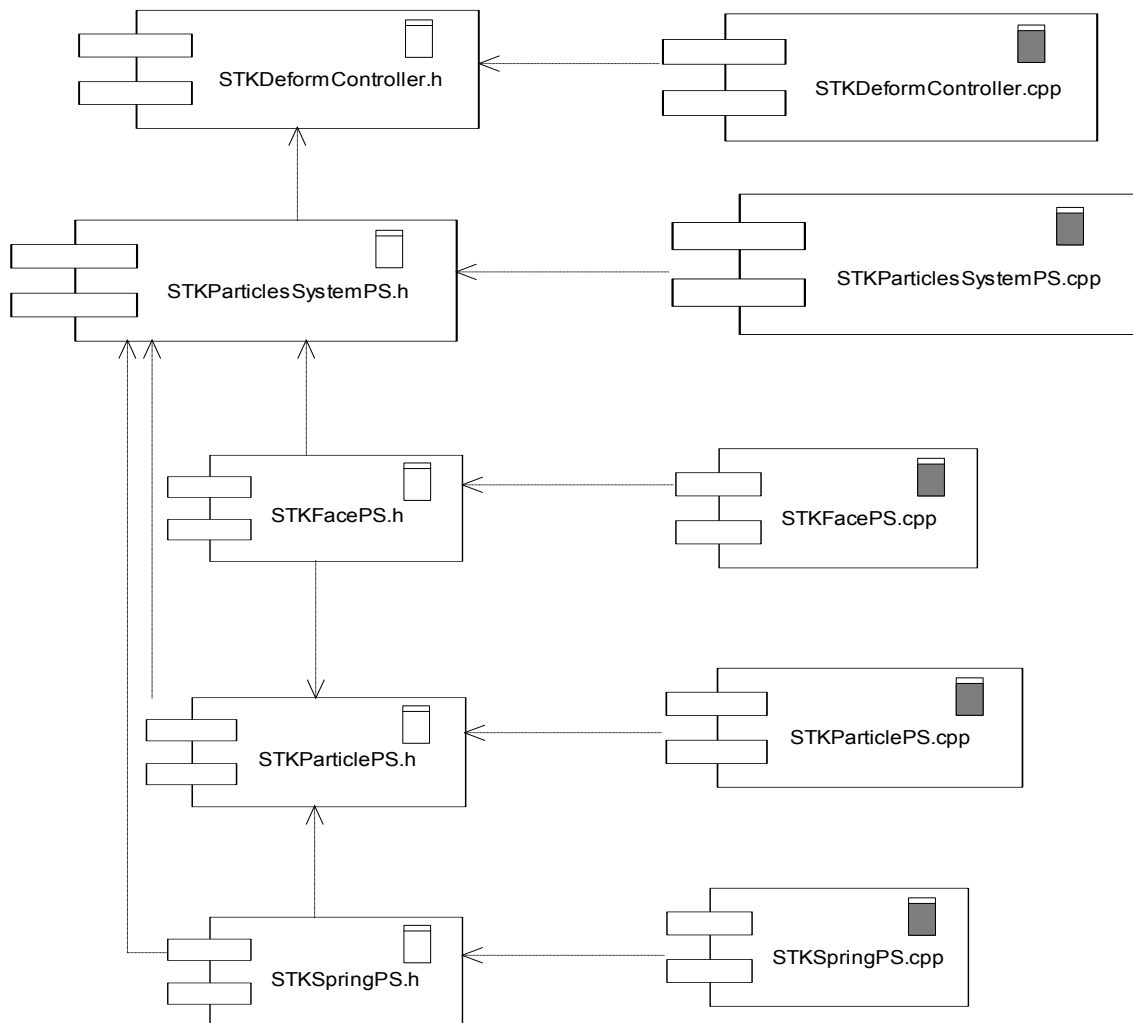 STKDeformController.h
STKDeformController.cpp
STKParticlesSystemPS.h
STKParticlesSystemPS.cpp
STKFacePS.h
STKFacePS.cpp
STKParticlePS.h
STKParticlePS.cpp
STKSpringPS.h
STKSpringPS.cpp